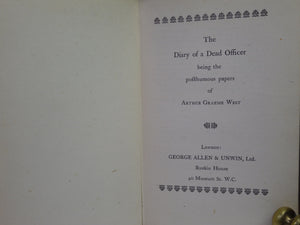 The
Diary of a Dead Officer
being the
posthumous papers
of
Arthur Graeme West
London:
GEORGE ALLEN & UNWIN, Ltd.
Ruskin House
40 Museum St. W.C.